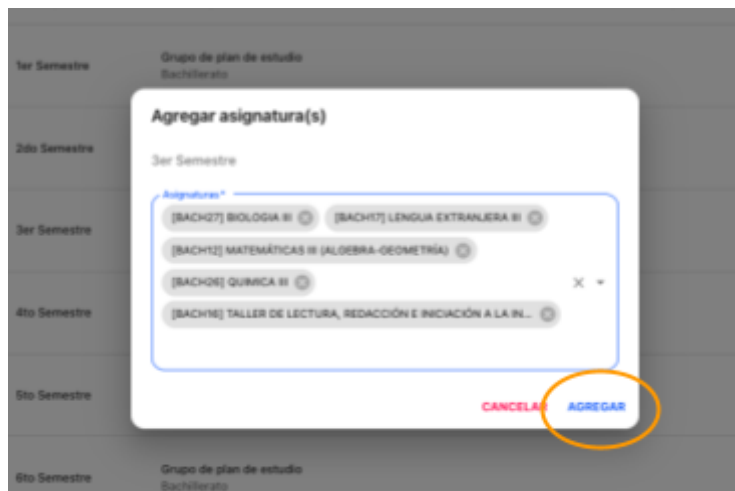 1er Semestre
Grupo de plan de estudio
Bachillerato
Agregar asignatura(s)
2do Semestre
3er Semestre
Asignaturas *
[BACH27] BIOLOGIA III
[BACH17] LENGUA EXTRANJERA III
3er Semestre
[BACH12] MATEMÁTICAS III (ALGEBRA-GEOMETRÍA)
[BACH26] QUIMICA III
4to Semestre
[BACH16] TALLER DE LECTURA, REDACCIÓN E INICIACIÓN A LA IN...
5to Semestre
CANCELAR
AGREGAR
6to Semestre
Grupo de plan de estudio
Bachillerato